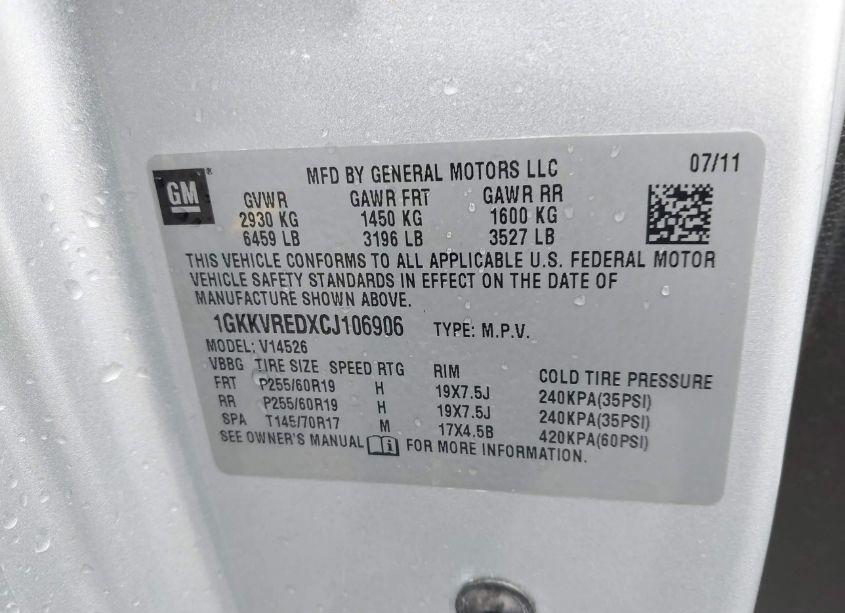 GM ® MFD BY GENERAL MOTORS LLC 07/11
GVWR GAWR FRT GAWR RR
2930 KG 1450 KG 1600 KG
6459 LB 3196 LB 3527 LB
THIS VEHICLE CONFORMS TO ALL APPLICABLE U.S. FEDERAL MOTOR
VEHICLE SAFETY STANDARDS IN EFFECT ON THE DATE OF
MANUFACTURE SHOWN ABOVE.
1GKKVREDXCJ106906 TYPE: M.P.V.
MODEL: V14526
VBBG TIRE SIZE SPEED RTG RIM COLD TIRE PRESSURE
FRT P255/60R19 H 19X7.5J 240KPA(35PSI)
RR P255/60R19 H 19X7.5J 240KPA(35PSI)
SPA T145/70R17 M 17X4.5B 420KPA(60PSI)
SEE OWNER'S MANUAL FOR MORE INFORMATION.